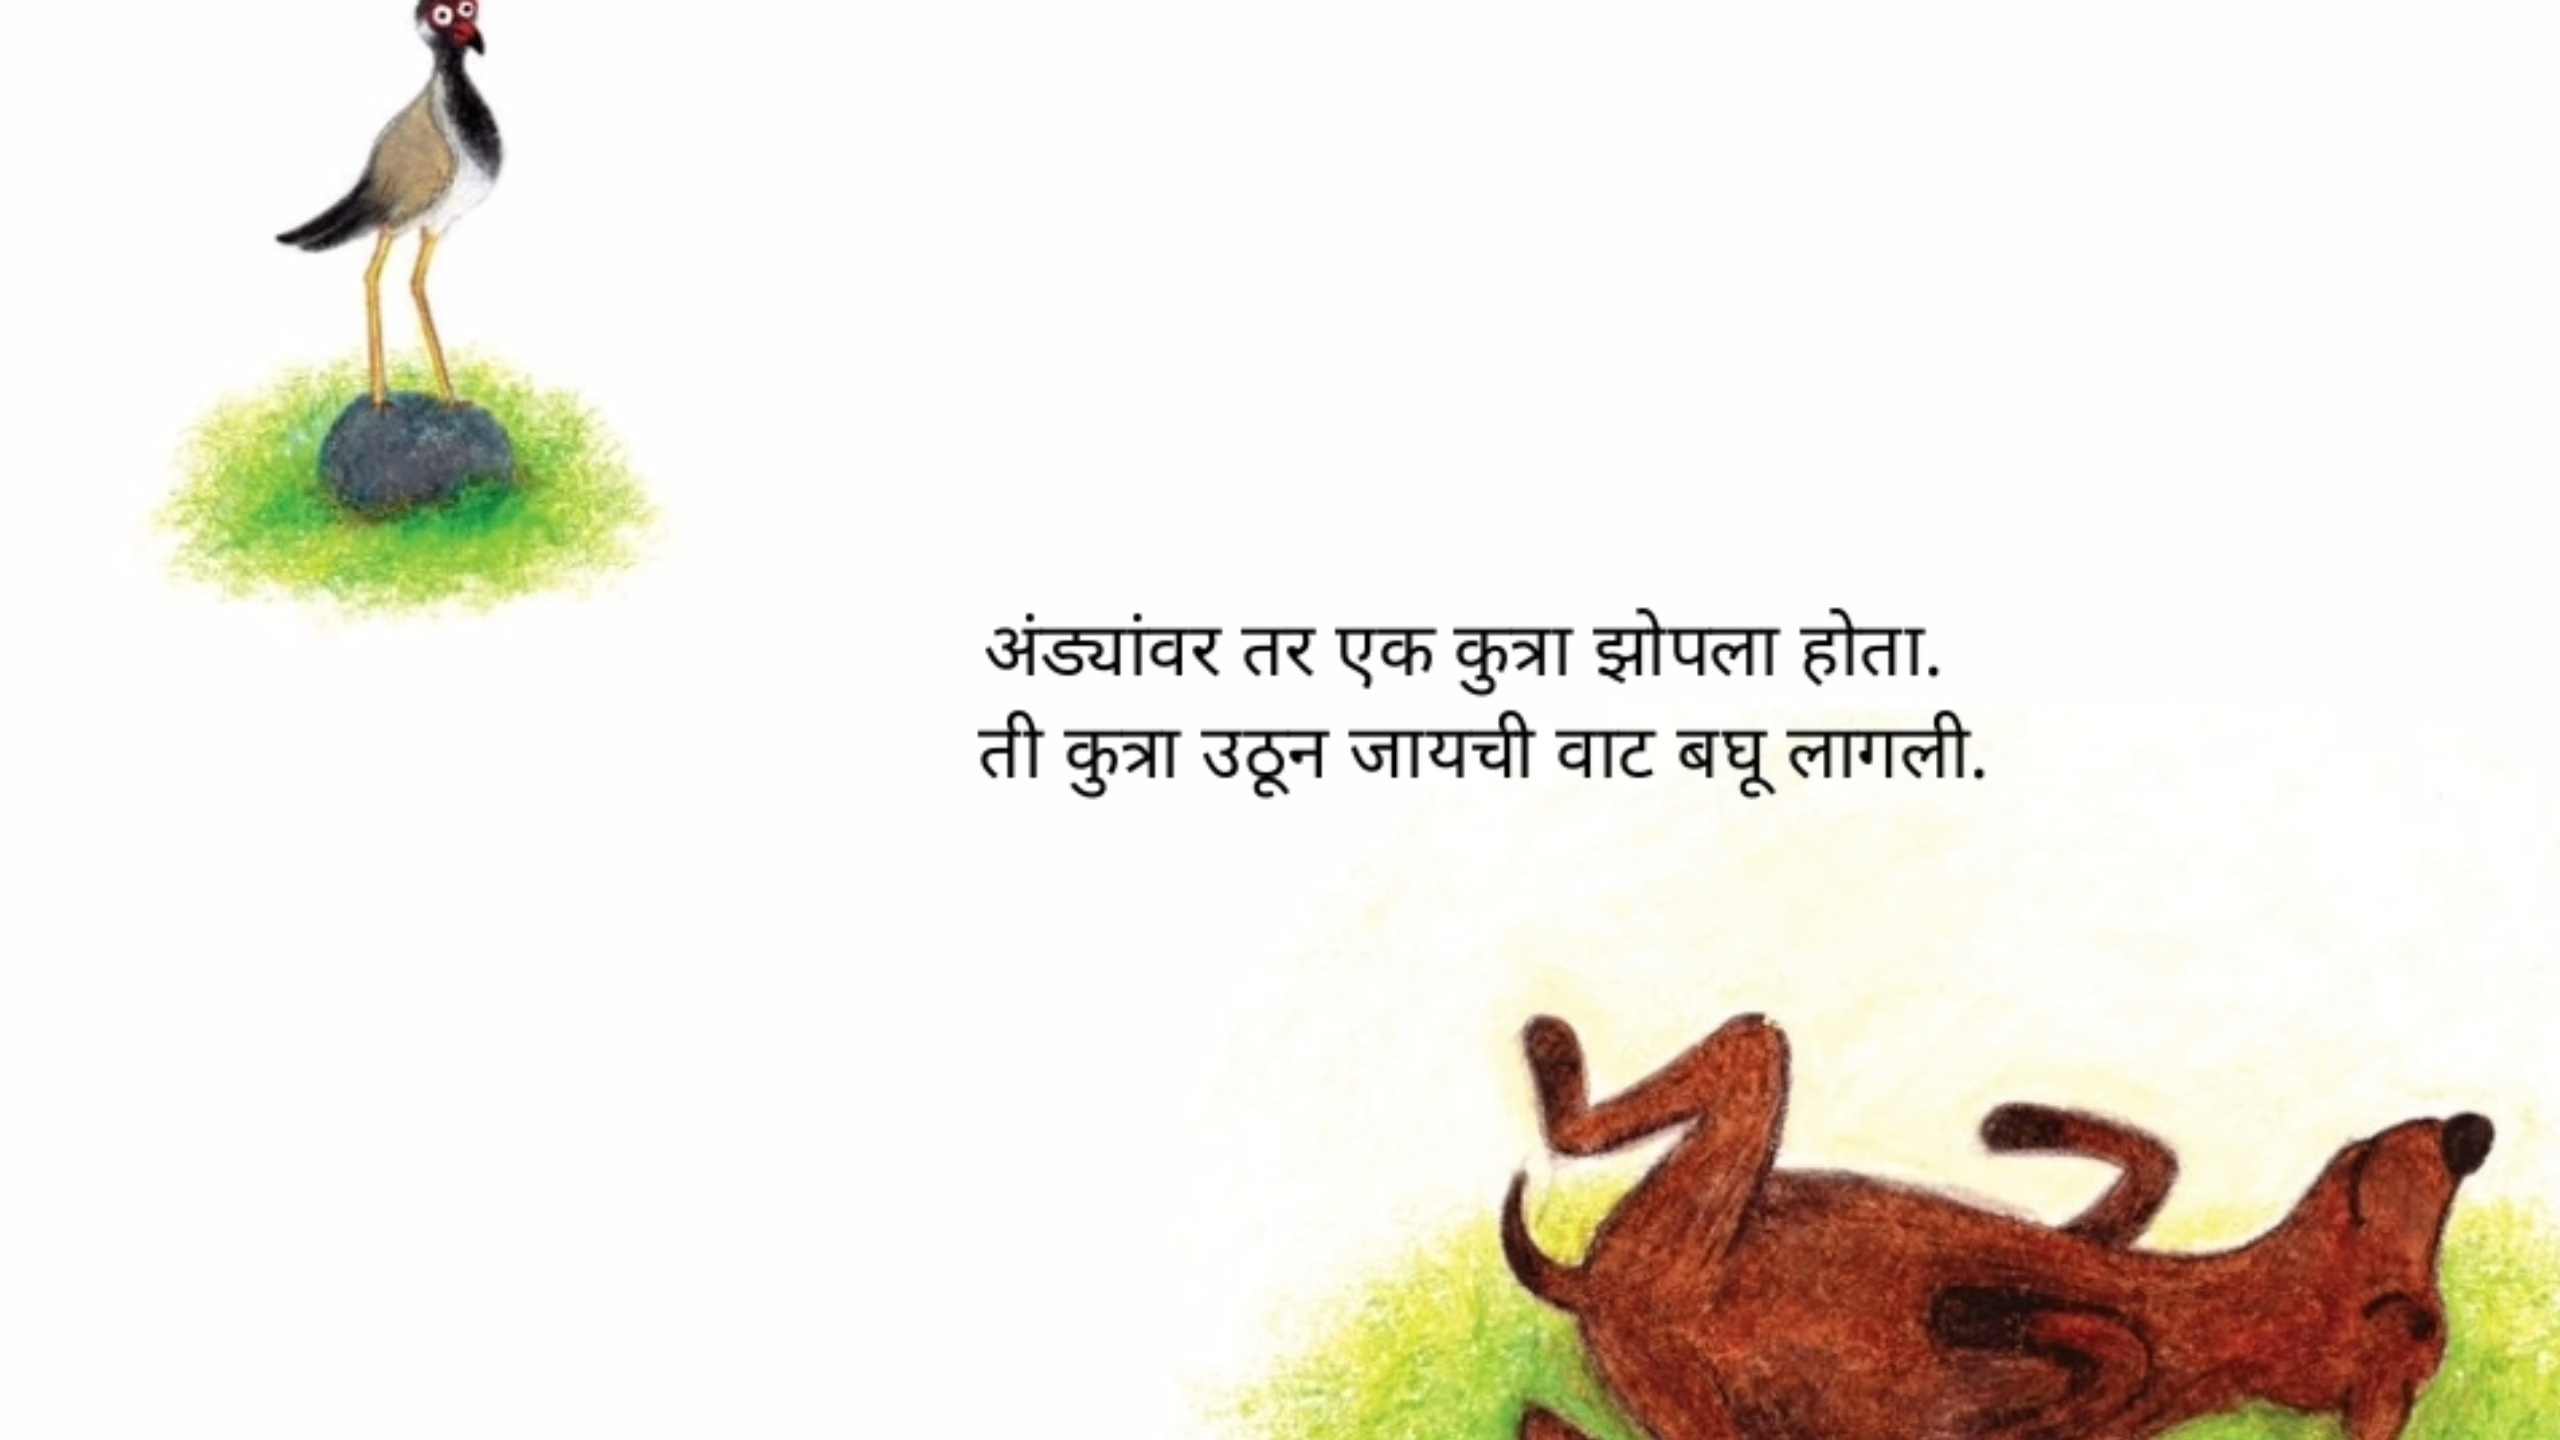 अंड्यांवर तर एक कुत्रा झोपला होता.
ती कुत्रा उठून जायची वाट बघू लागली.